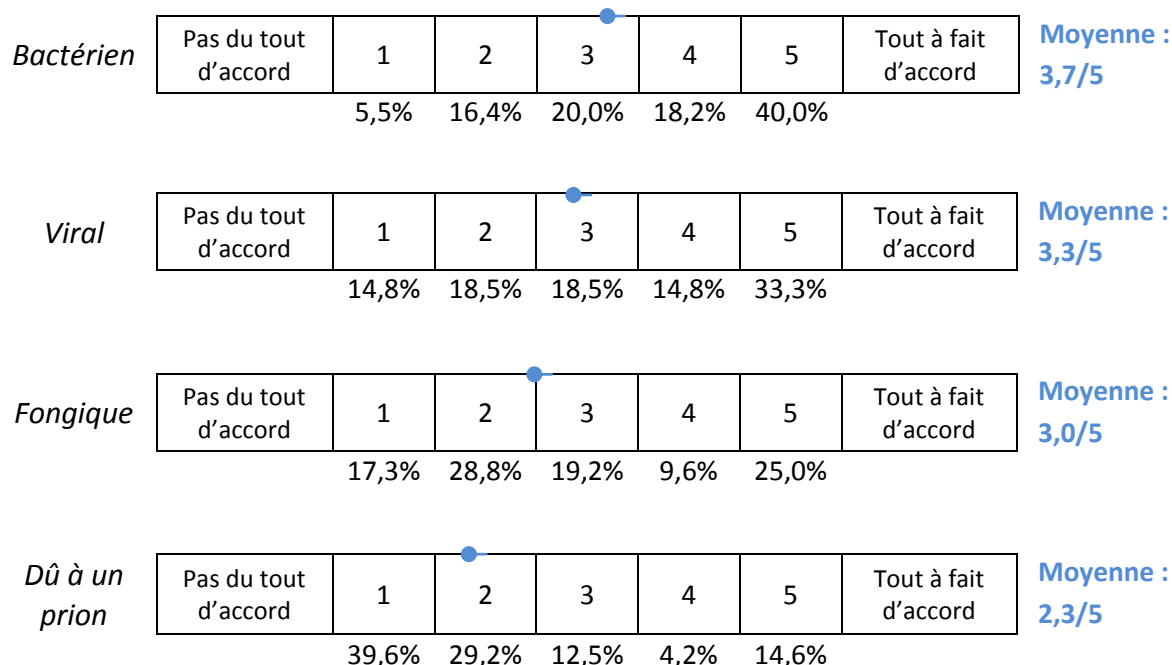 Bactérien
Pas du tout
d’accord
1 2 3 4 5
Tout à fait
d’accord
Moyenne :
3,7/5
5,5% 16,4% 20,0% 18,2% 40,0%
Viral
Pas du tout
d’accord
1 2 3 4 5
Tout à fait
d’accord
Moyenne :
3,3/5
14,8% 18,5% 18,5% 14,8% 33,3%
Fongique
Pas du tout
d’accord
1 2 3 4 5
Tout à fait
d’accord
Moyenne :
3,0/5
17,3% 28,8% 19,2% 9,6% 25,0%
Dû à un
prion
Pas du tout
d’accord
1 2 3 4 5
Tout à fait
d’accord
Moyenne :
2,3/5
39,6% 29,2% 12,5% 4,2% 14,6%